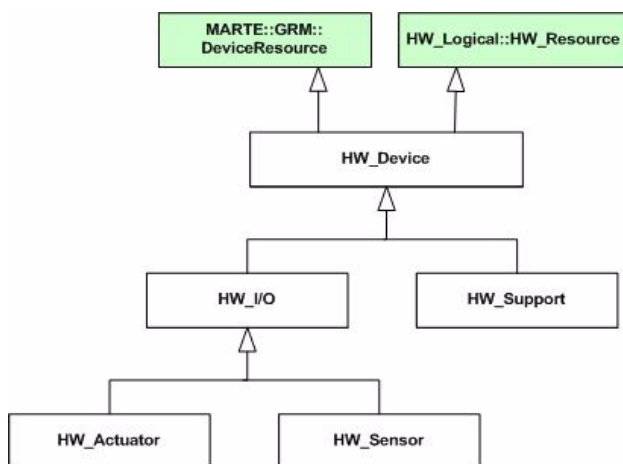 MARTE::GRM::
DeviceResource
HW_Logical::HW_Resource
HW_Device
HW_I/O
HW_Support
HW_Actuator
HW_Sensor